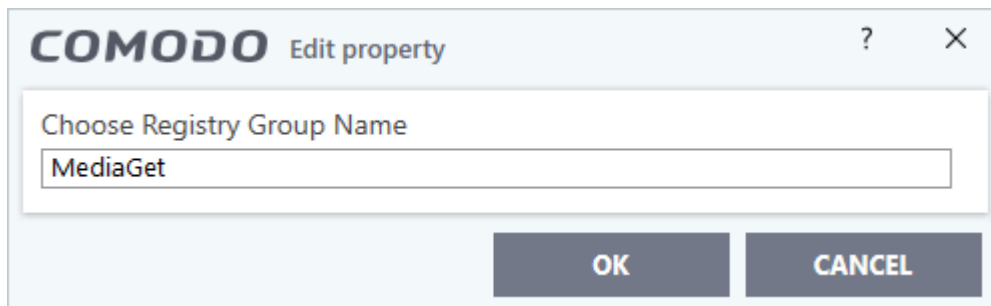 COMODO Edit property ?
Choose Registry Group Name
MediaGet
OK CANCEL